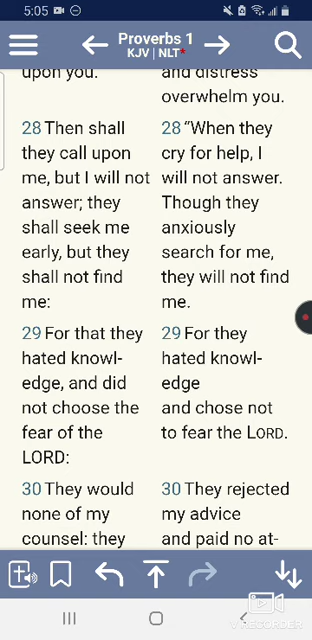 5:05
Proverbs 1
KJV | NLT*
upon you.
28 Then shall
they call upon
me, but I will not
answer; they
shall seek me
early, but they
shall not find
me:
29 For that they
hated knowl-
edge, and did
not choose the
fear of the
LORD:
30 They would
none of my
counsel: they
and distress
overwhelm you.
28 “When they
cry for help, I
will not answer.
Though they
anxiously
search for me,
they will not find
me.
29 For they
hated knowl-
edge
and chose not
to fear the LORD.
30 They rejected
my advice
and paid no at-
V RECORDER